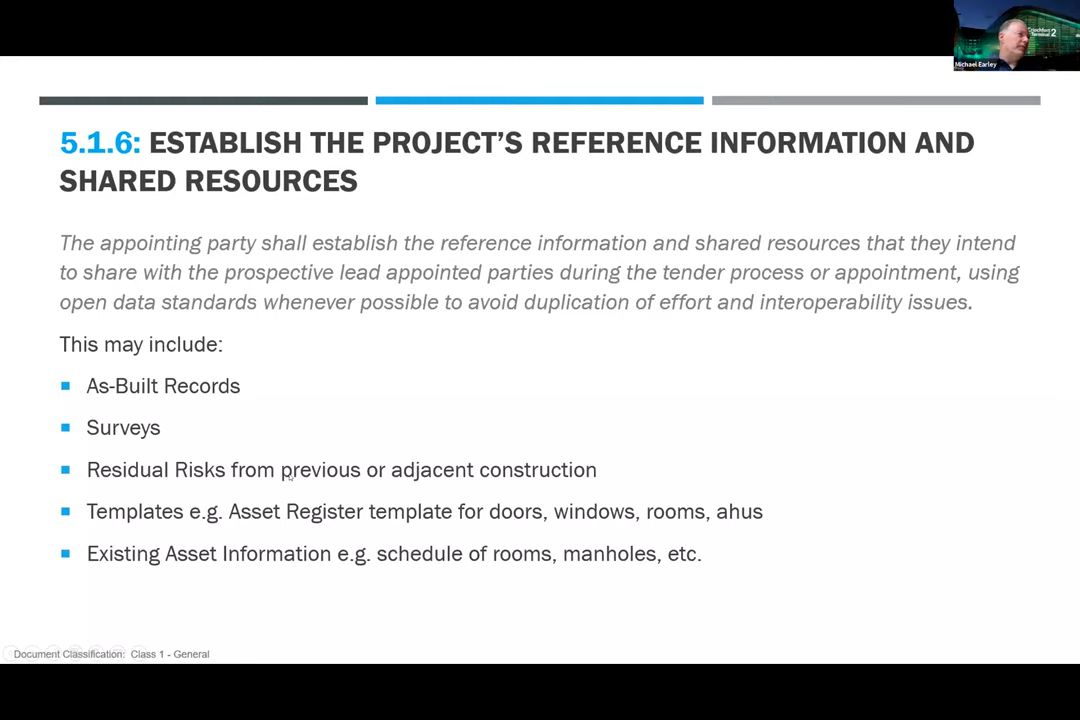 Terminal 2
Michael Earley
5.1.6: ESTABLISH THE PROJECT'S REFERENCE INFORMATION AND
SHARED RESOURCES
The appointing party shall establish the reference information and shared resources that they intend
to share with the prospective lead appointed parties during the tender process or appointment, using
open data standards whenever possible to avoid duplication of effort and interoperability issues.
This may include:
As-Built Records
Surveys
Residual Risks from previous or adjacent construction
Templates e.g. Asset Register template for doors, windows, rooms, ahus
Existing Asset Information e.g. schedule of rooms, manholes, etc.
Document Classification: Class 1 - General